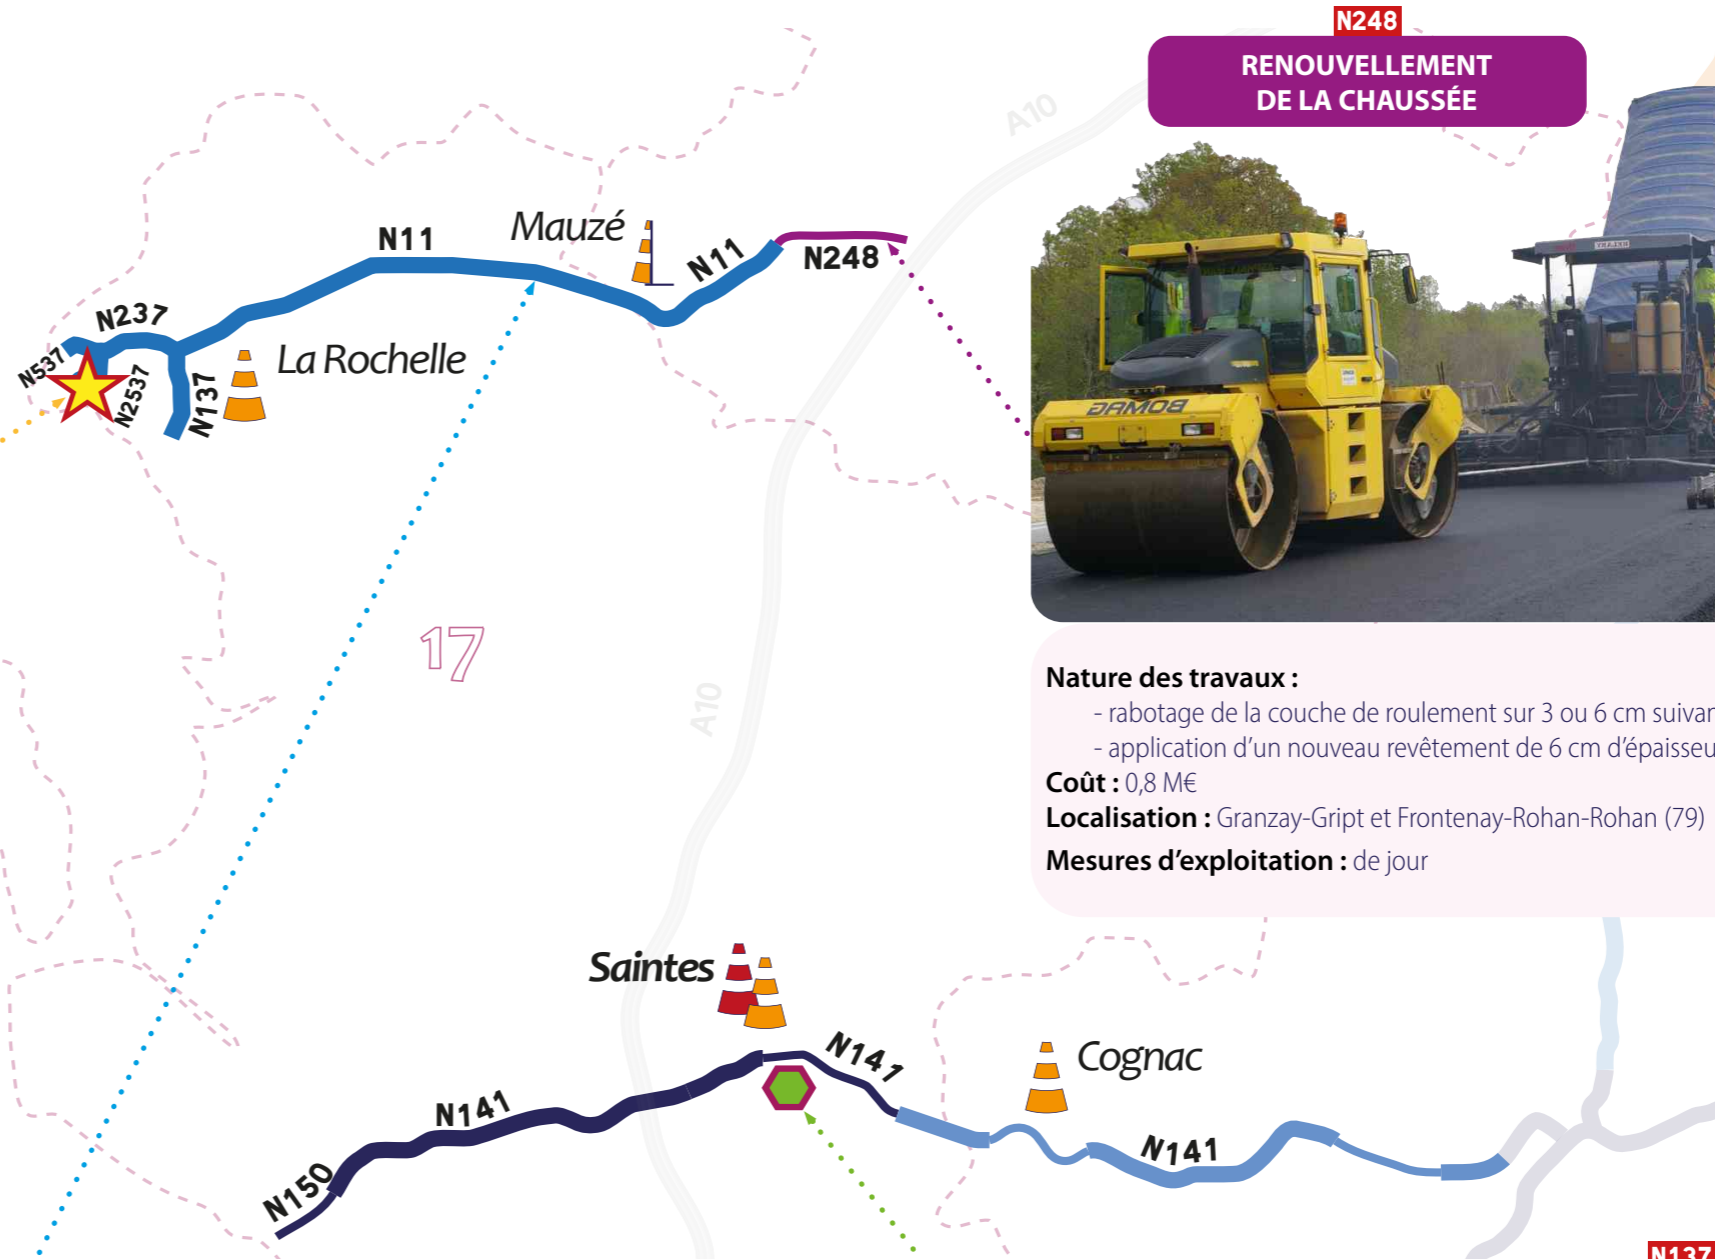 N248
RENOUVELLEMENT
DE LA CHAUSSÉE
A10
N11
Mauzé
N11
N248
N237
N537
N2537
N137
La Rochelle
BOMAG
17
A10
Nature des travaux :
- rabotage de la couche de roulement sur 3 ou 6 cm suivan
- application d’un nouveau revêtement de 6 cm d’épaisseu
Coût : 0,8 M€
Localisation : Granzay-Gript et Frontenay-Rohan-Rohan (79)
Mesures d’exploitation : de jour
Saintes
N141
Cognac
N141
N141
N150
N137